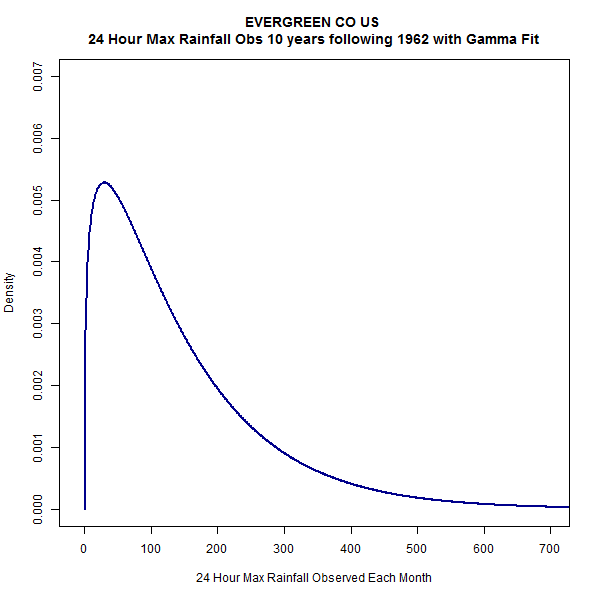 EVERGREEN CO US
24 Hour Max Rainfall Obs 10 years following 1962 with Gamma Fit
0.007
0.006
0.005
0.004
0.003
0.002
0.001
0.000
Density
0 100 200 300 400 500 600 700
24 Hour Max Rainfall Observed Each Month